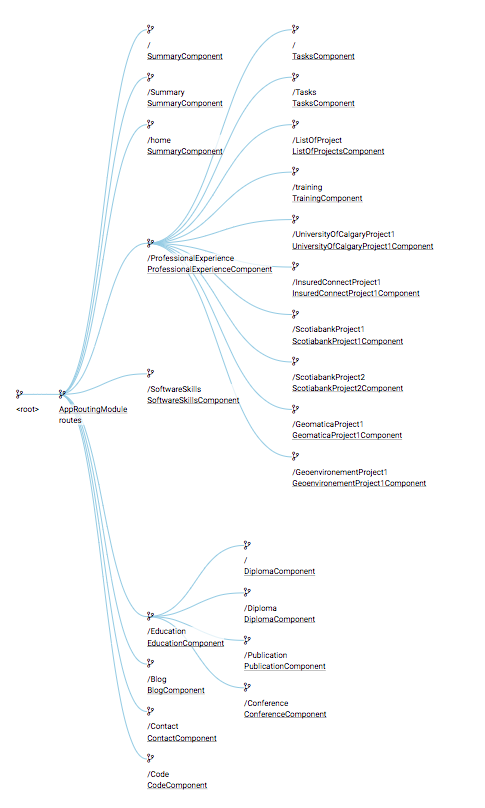 <root>
AppRoutingModule
routes
/
SummaryComponent
/Summary
SummaryComponent
/home
SummaryComponent
/ProfessionalExperience
ProfessionalExperienceComponent
/
TasksComponent
/Tasks
TasksComponent
/ListOfProject
ListOfProjectsComponent
/training
TrainingComponent
/UniversityOfCalgaryProject1
UniversityOfCalgaryProject1Component
/InsuredConnectProject1
InsuredConnectProject1Component
/ScotiabankProject1
ScotiabankProject1Component
/ScotiabankProject2
ScotiabankProject2Component
/GeomaticaProject1
GeomaticaProject1Component
/GeoenvironementProject1
GeoenvironementProject1Component
/SoftwareSkills
SoftwareSkillsComponent
/Education
EducationComponent
/
DiplomaComponent
/Diploma
DiplomaComponent
/Publication
PublicationComponent
/Conference
ConferenceComponent
/Blog
BlogComponent
/Contact
ContactComponent
/Code
CodeComponent